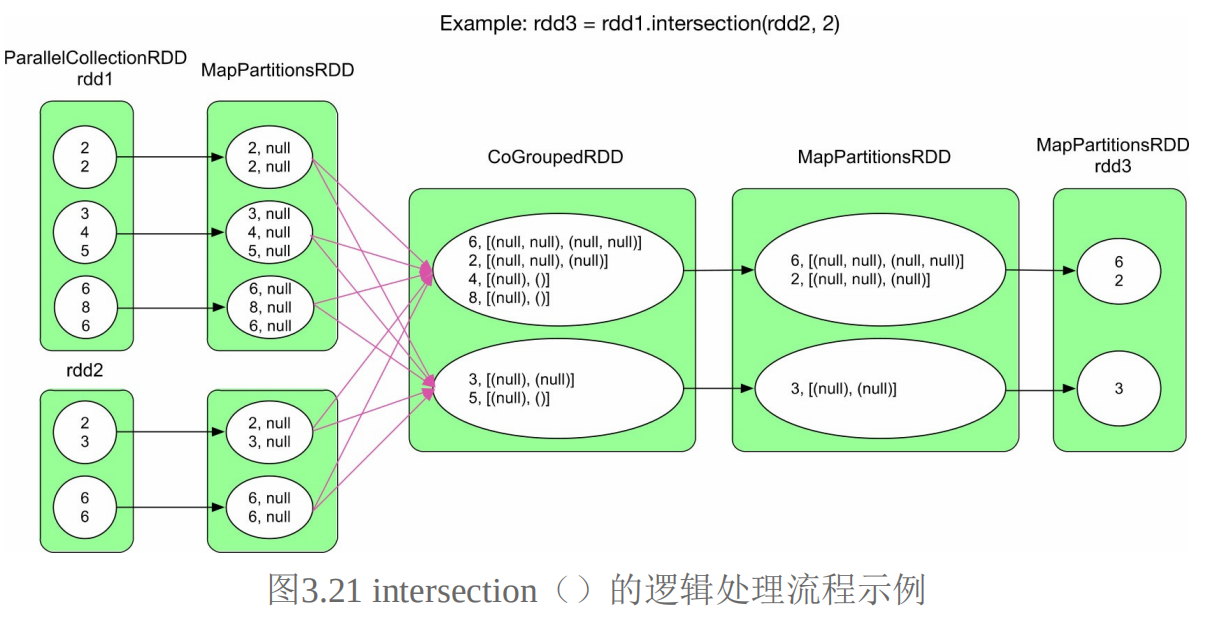 Example: rdd3 = rdd1.intersection(rdd2, 2)
ParallelCollectionRDD
rdd1
2
2
3
4
5
6
8
6
rdd2
2
3
6
6
MapPartitionsRDD
2, null
2, null
3, null
4, null
5, null
6, null
8, null
6, null
2, null
3, null
6, null
6, null
CoGroupedRDD
6, [(null, null), (null, null)]
2, [(null, null), (null)]
4, [(null), ()]
8, [(null), ()]
3, [(null), (null)]
5, [(null), ()]
MapPartitionsRDD
6, [(null, null), (null, null)]
2, [(null, null), (null)]
3, [(null), (null)]
MapPartitionsRDD
rdd3
6
2
3
图3.21 intersection（）的逻辑处理流程示例